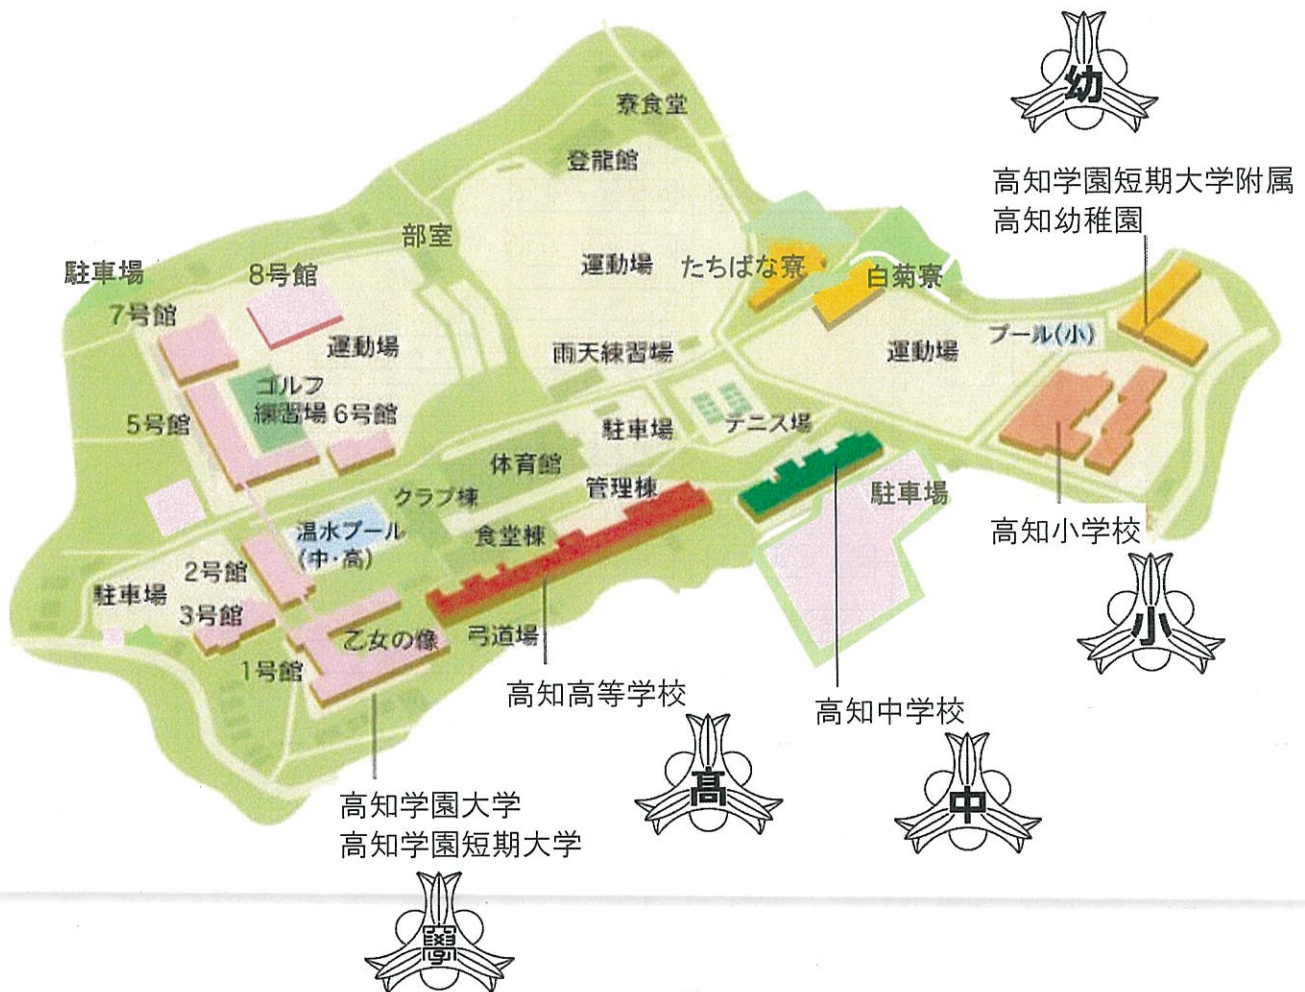 幼
高知学園短期大学附属
高知幼稚園
寮食堂
登龍館
部室
運動場
たちばな寮
白菊寮
駐車場
8号館
7号館
運動場
雨天練習場
運動場
プール(小)
ゴルフ
練習場
6号館
5号館
駐車場
テニス場
体育館
管理棟
クラブ棟
駐車場
温水プール
(中・高)
食堂棟
高知小学校
小
2号館
駐車場
3号館
乙女の像
弓道場
1号館
高知高等学校
高
高知中学校
中
高知学園大学
高知学園短期大学
學